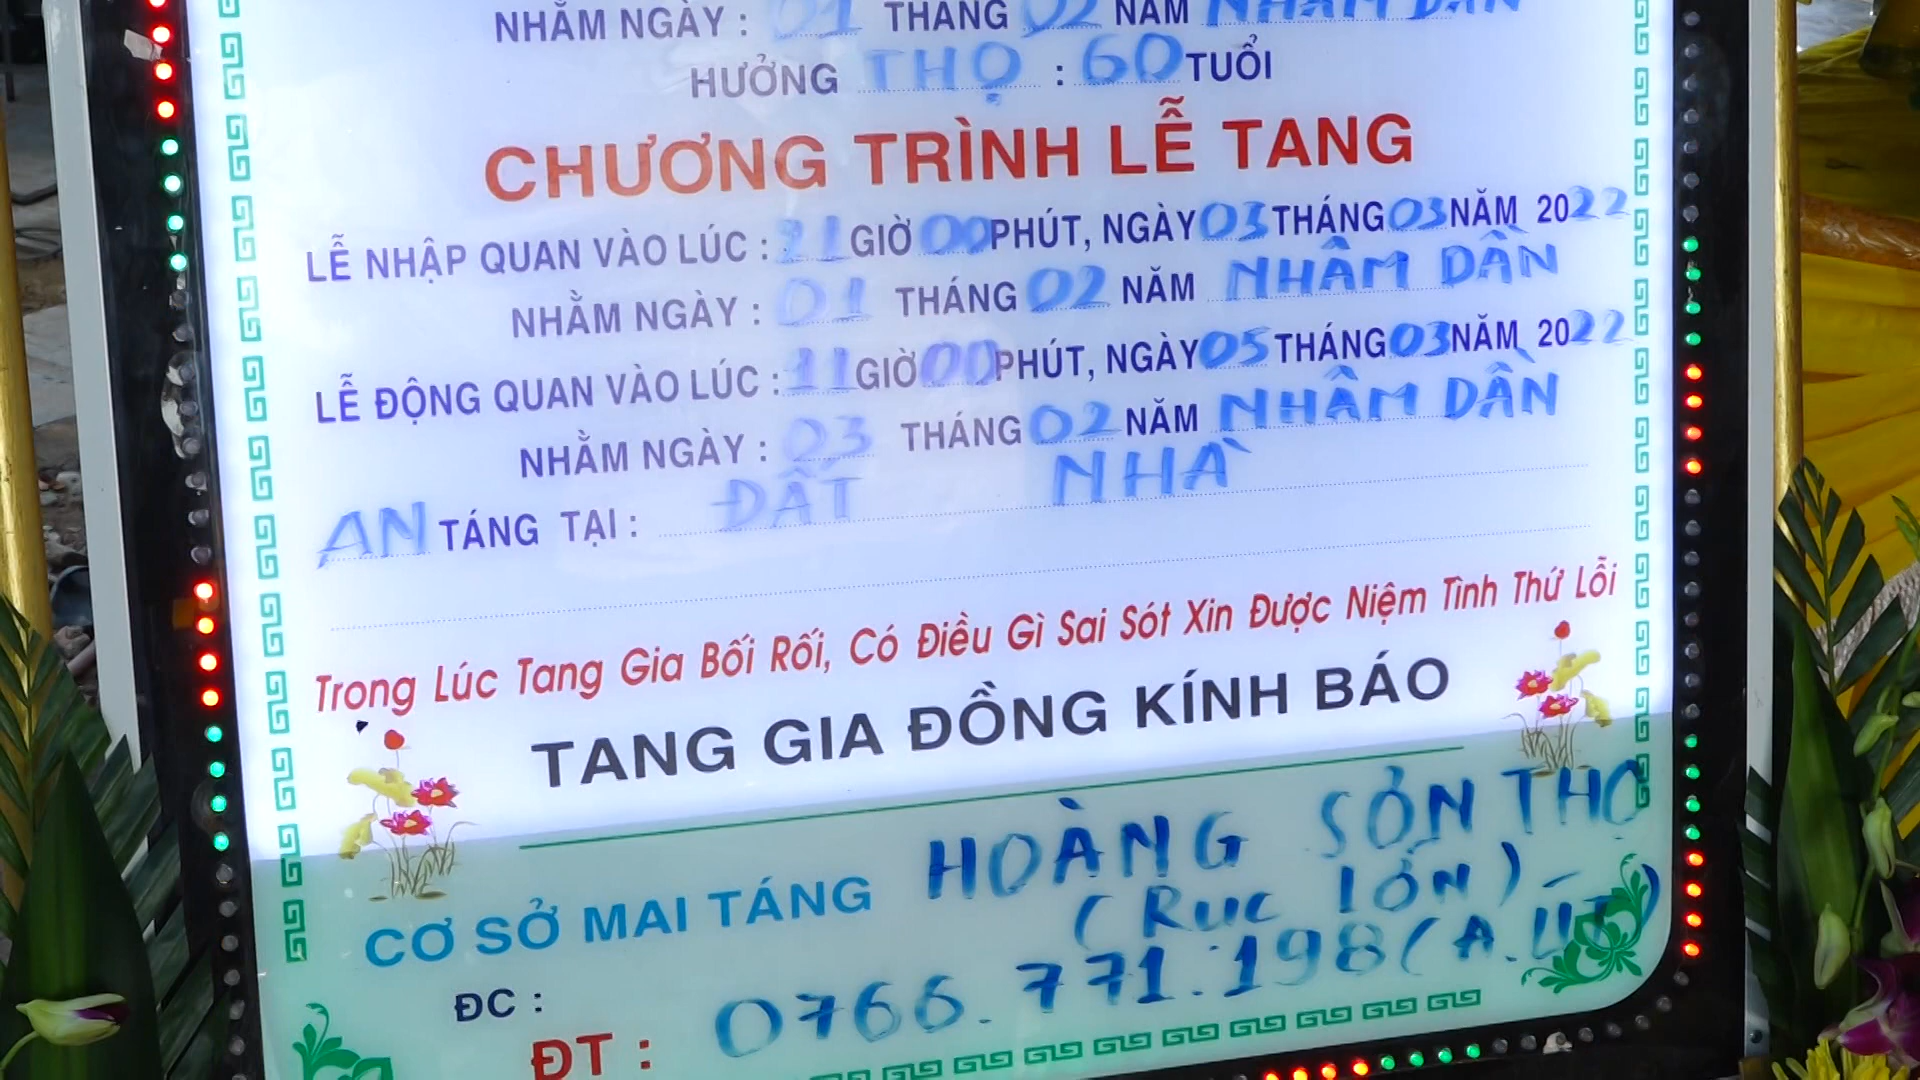 NHẰM NGÀY : 01 THÁNG 02 NĂM NHÂM DẦN
HƯỞNG THỌ : 60 TUỔI
CHƯƠNG TRÌNH LỄ TANG
LỄ NHẬP QUAN VÀO LÚC : 21 GIỜ 00 PHÚT, NGÀY 03 THÁNG 03 NĂM 2022
NHẰM NGÀY : 01 THÁNG 02 NĂM NHÂM DẦN
LỄ ĐỘNG QUAN VÀO LÚC : 11 GIỜ 00 PHÚT, NGÀY 05 THÁNG 03 NĂM 2022
NHẰM NGÀY : 03 THÁNG 02 NĂM NHÂM DẦN
AN TÁNG TẠI : ĐẤT NHÀ
Trong Lúc Tang Gia Bối Rối, Có Điều Gì Sai Sót Xin Được Niệm Tình Thứ Lỗi
TANG GIA ĐỒNG KÍNH BÁO
CƠ SỞ MAI TÁNG HOÀNG SƠN THỌ
(RUC LỚN)
ĐC :
ĐT : 0766.771.198 (A.ÚT)